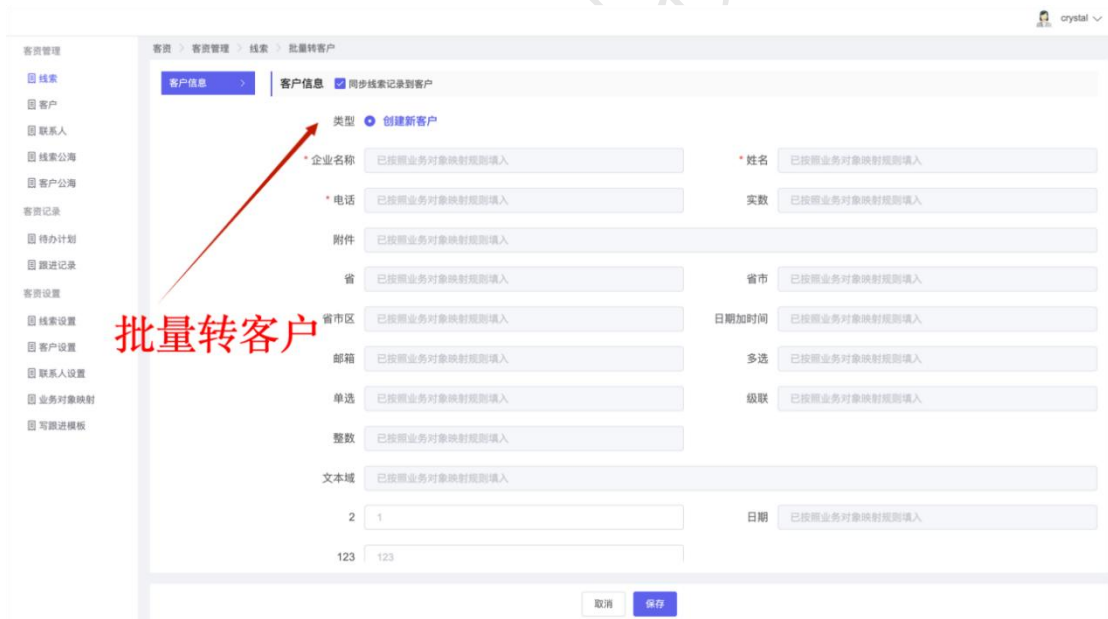 crystal
客资管理
线索
客户
联系人
线索公海
客户公海
客资记录
待办计划
跟进记录
客资设置
线索设置
客户设置
联系人设置
业务对象映射
写跟进模板
客资 > 客资管理 > 线索 > 批量转客户
客户信息 >
客户信息 同步线索记录到客户
类型 创建新客户
* 企业名称 已按照业务对象映射规则填入 * 姓名 已按照业务对象映射规则填入
* 电话 已按照业务对象映射规则填入 实数 已按照业务对象映射规则填入
附件 已按照业务对象映射规则填入
省 已按照业务对象映射规则填入 省市 已按照业务对象映射规则填入
省市区 已按照业务对象映射规则填入 日期加时间 已按照业务对象映射规则填入
批量转客户
邮箱 已按照业务对象映射规则填入 多选 已按照业务对象映射规则填入
单选 已按照业务对象映射规则填入 级联 已按照业务对象映射规则填入
整数 已按照业务对象映射规则填入
文本域 已按照业务对象映射规则填入
2 1 日期 已按照业务对象映射规则填入
123 123
取消 保存